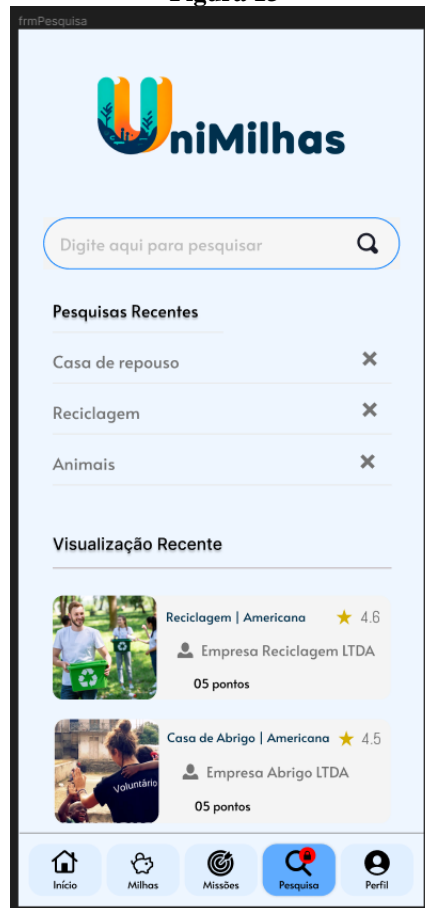 frmPesquisa
UniMilhas
Digite aqui para pesquisar
Pesquisas Recentes
Casa de repouso
Reciclagem
Animais
Visualização Recente
Reciclagem | Americana 4.6
Empresa Reciclagem LTDA
05 pontos
Casa de Abrigo | Americana 4.5
Voluntário
Empresa Abrigo LTDA
05 pontos
Início Milhas Missões Pesquisa Perfil